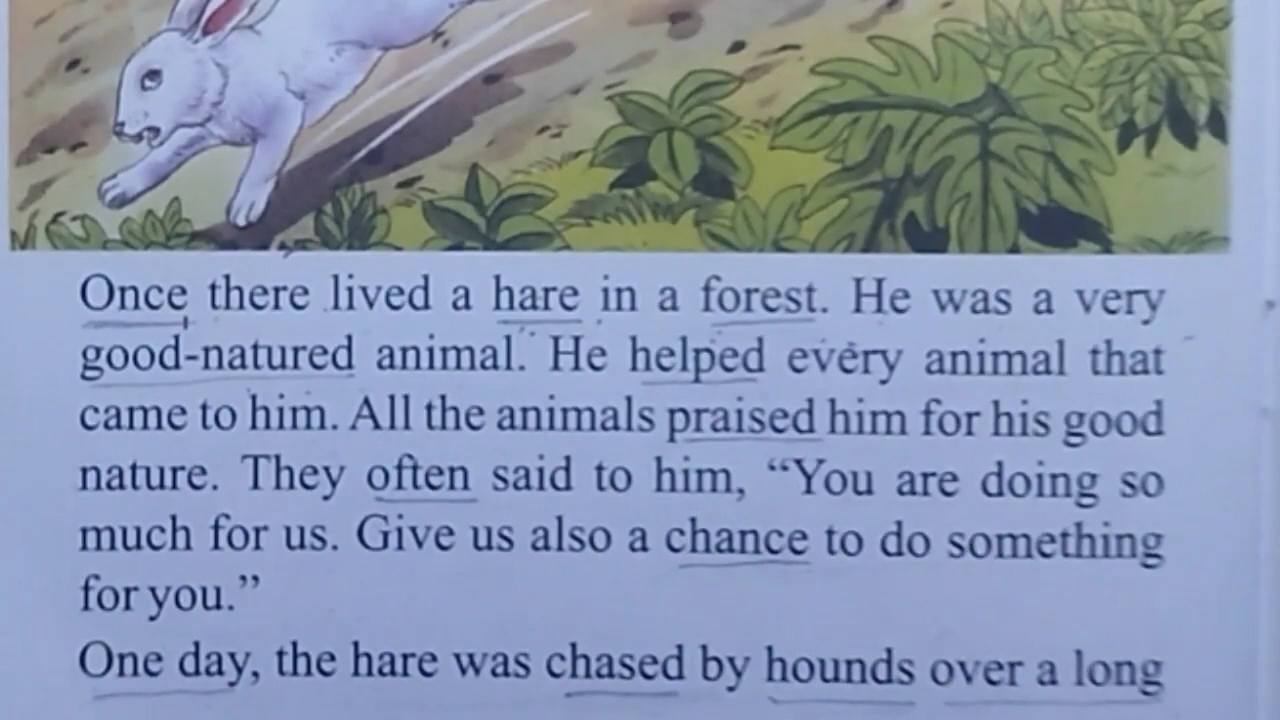 Once there lived a hare in a forest. He was a very
good-natured animal. He helped every animal that
came to him. All the animals praised him for his good
nature. They often said to him, “You are doing so
much for us. Give us also a chance to do something
for you.”
One day, the hare was chased by hounds over a long